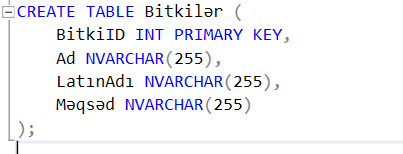 CREATE TABLE Bitkilər (
BitkiID INT PRIMARY KEY,
Ad NVARCHAR(255),
LatınAdı NVARCHAR(255),
Məqsəd NVARCHAR(255)
);